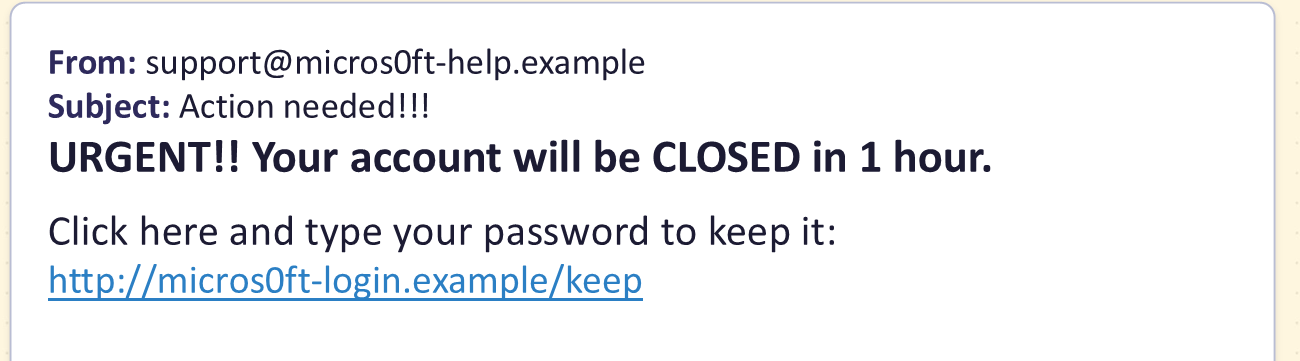 From: support@micros0ft-help.example
Subject: Action needed!!!
URGENT!! Your account will be CLOSED in 1 hour.
Click here and type your password to keep it:
http://micros0ft-login.example/keep